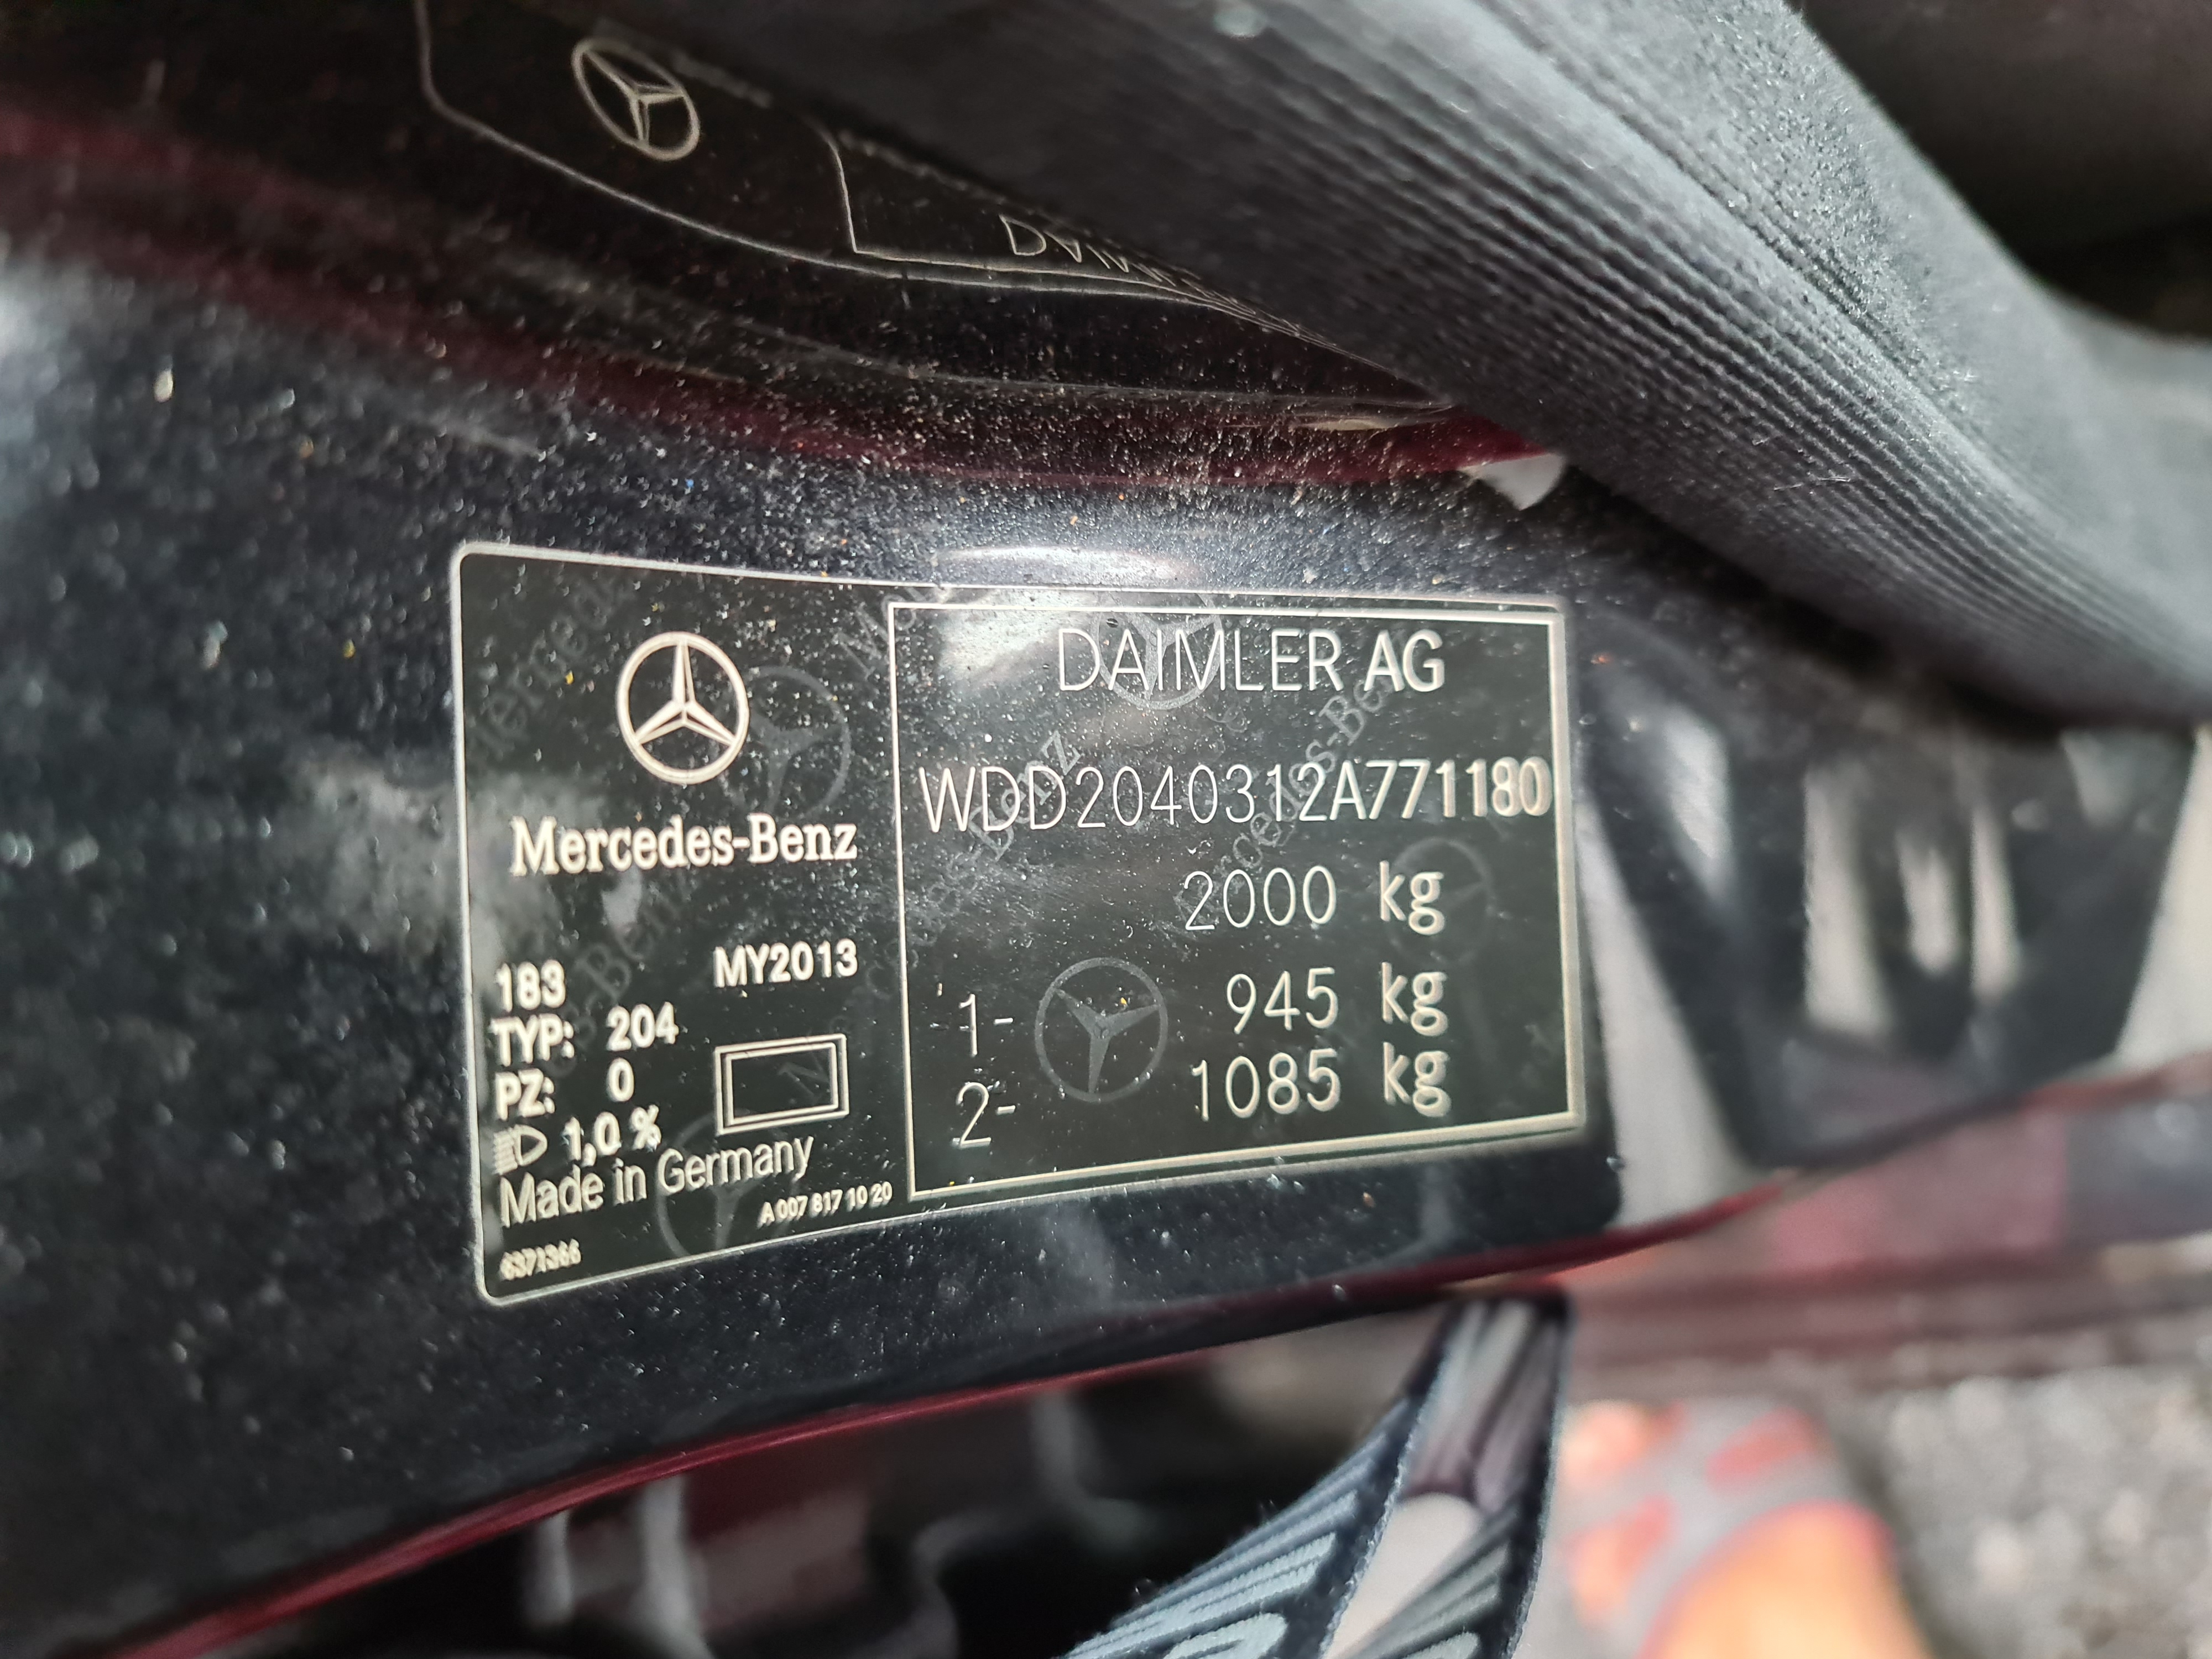 DAIMLER AG
Mercedes-Benz
WDD2040312A771180
2000 kg
183 MY2013
1- 945 kg
TYP: 204
2- 1085 kg
PZ: 0
1,0 %
Made in Germany
A 007 817 10 20